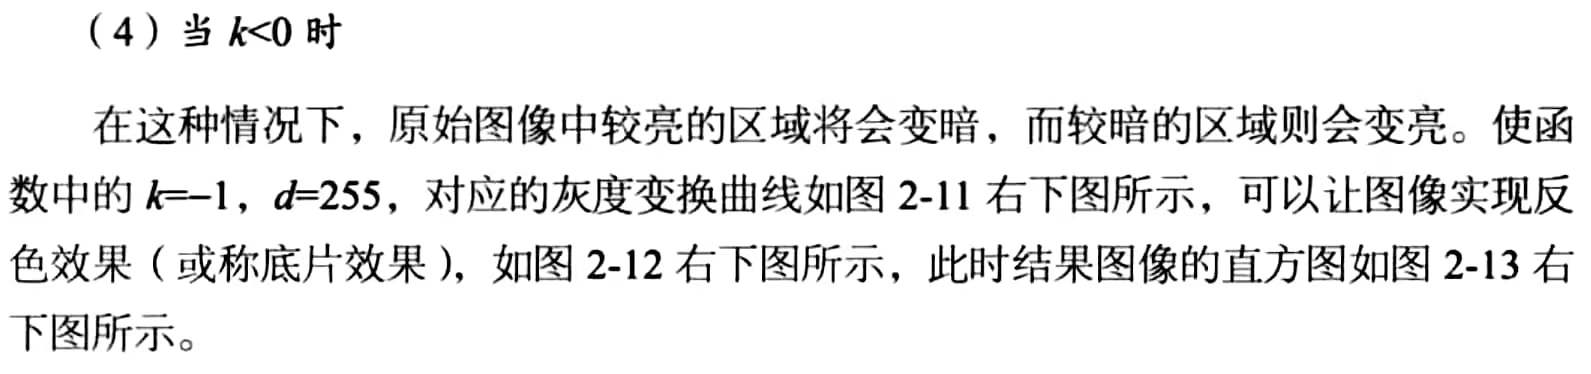 （4）当 k<0 时
在这种情况下，原始图像中较亮的区域将会变暗，而较暗的区域则会变亮。使函
数中的 k=–1，d=255，对应的灰度变换曲线如图 2-11 右下图所示，可以让图像实现反
色效果（或称底片效果），如图 2-12 右下图所示，此时结果图像的直方图如图 2-13 右
下图所示。